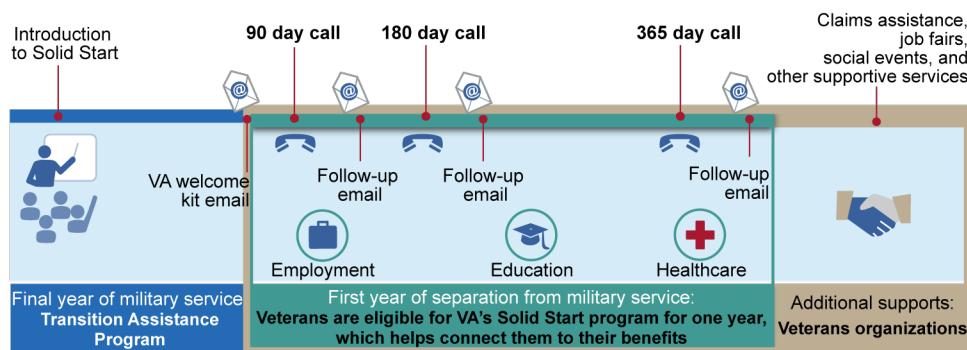 Introduction
to Solid Start
90 day call
180 day call
365 day call
Claims assistance,
job fairs,
social events, and
other supportive services
@
@
@
@
VA welcome
kit email
Follow-up
email
Follow-up
email
Follow-up
email
Employment
Education
Healthcare
Final year of military service
Transition Assistance
Program
First year of separation from military service:
Veterans are eligible for VA's Solid Start program for one year,
which helps connect them to their benefits
Additional supports:
Veterans organizations